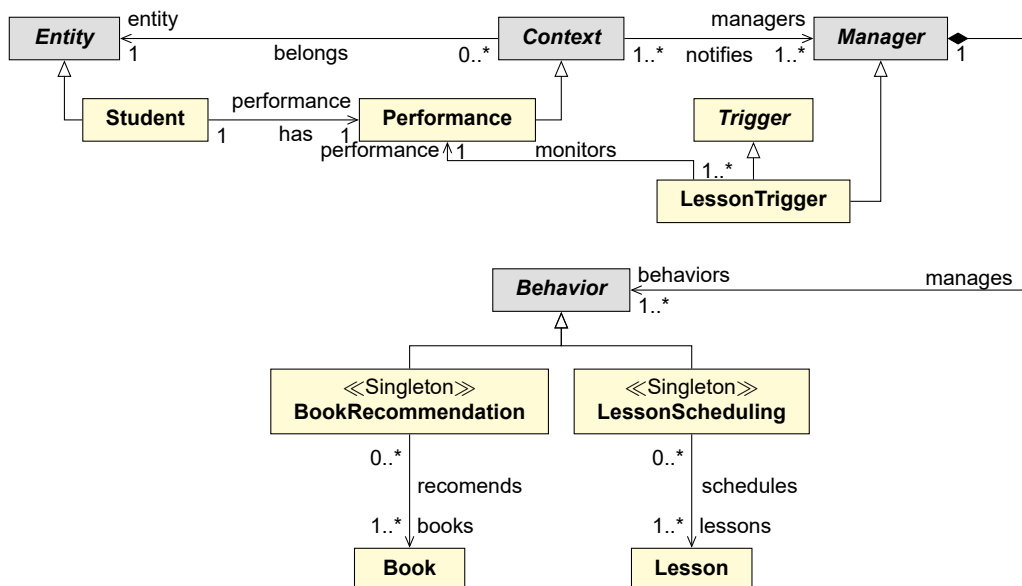 entity
managers
Entity
Context
Manager
1
belongs
0..*
1..*
notifies
1..*
1
performance
Student
Performance
Trigger
1
has
1
performance
1
monitors
1..*
LessonTrigger
behaviors
manages
Behavior
1..*
≪Singleton≫
BookRecommendation
≪Singleton≫
LessonScheduling
0..*
0..*
recomends
schedules
1..*
books
1..*
lessons
Book
Lesson